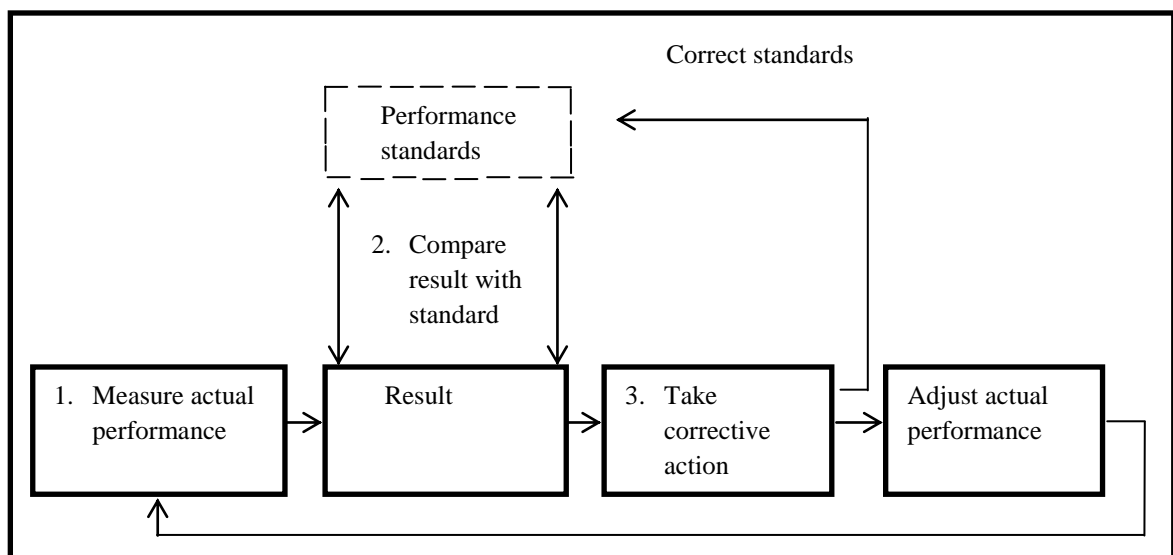 Correct standards
Performance
standards
2. Compare
result with
standard
1. Measure actual
performance
Result
3. Take
corrective
action
Adjust actual
performance